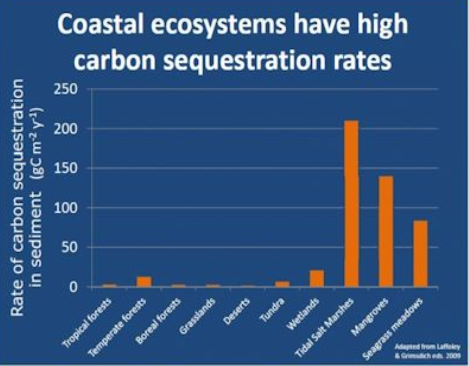 Coastal ecosystems have high
carbon sequestration rates
Rate of carbon sequestration
in sediment (gC m⁻² y⁻¹)
250
200
150
100
50
0
Tropical forests
Temperate forests
Boreal forests
Grasslands
Deserts
Tundra
Wetlands
Tidal Salt Marshes
Mangroves
Seagrass meadows
Adapted from Laffoley
& Grimsdich eds. 2009